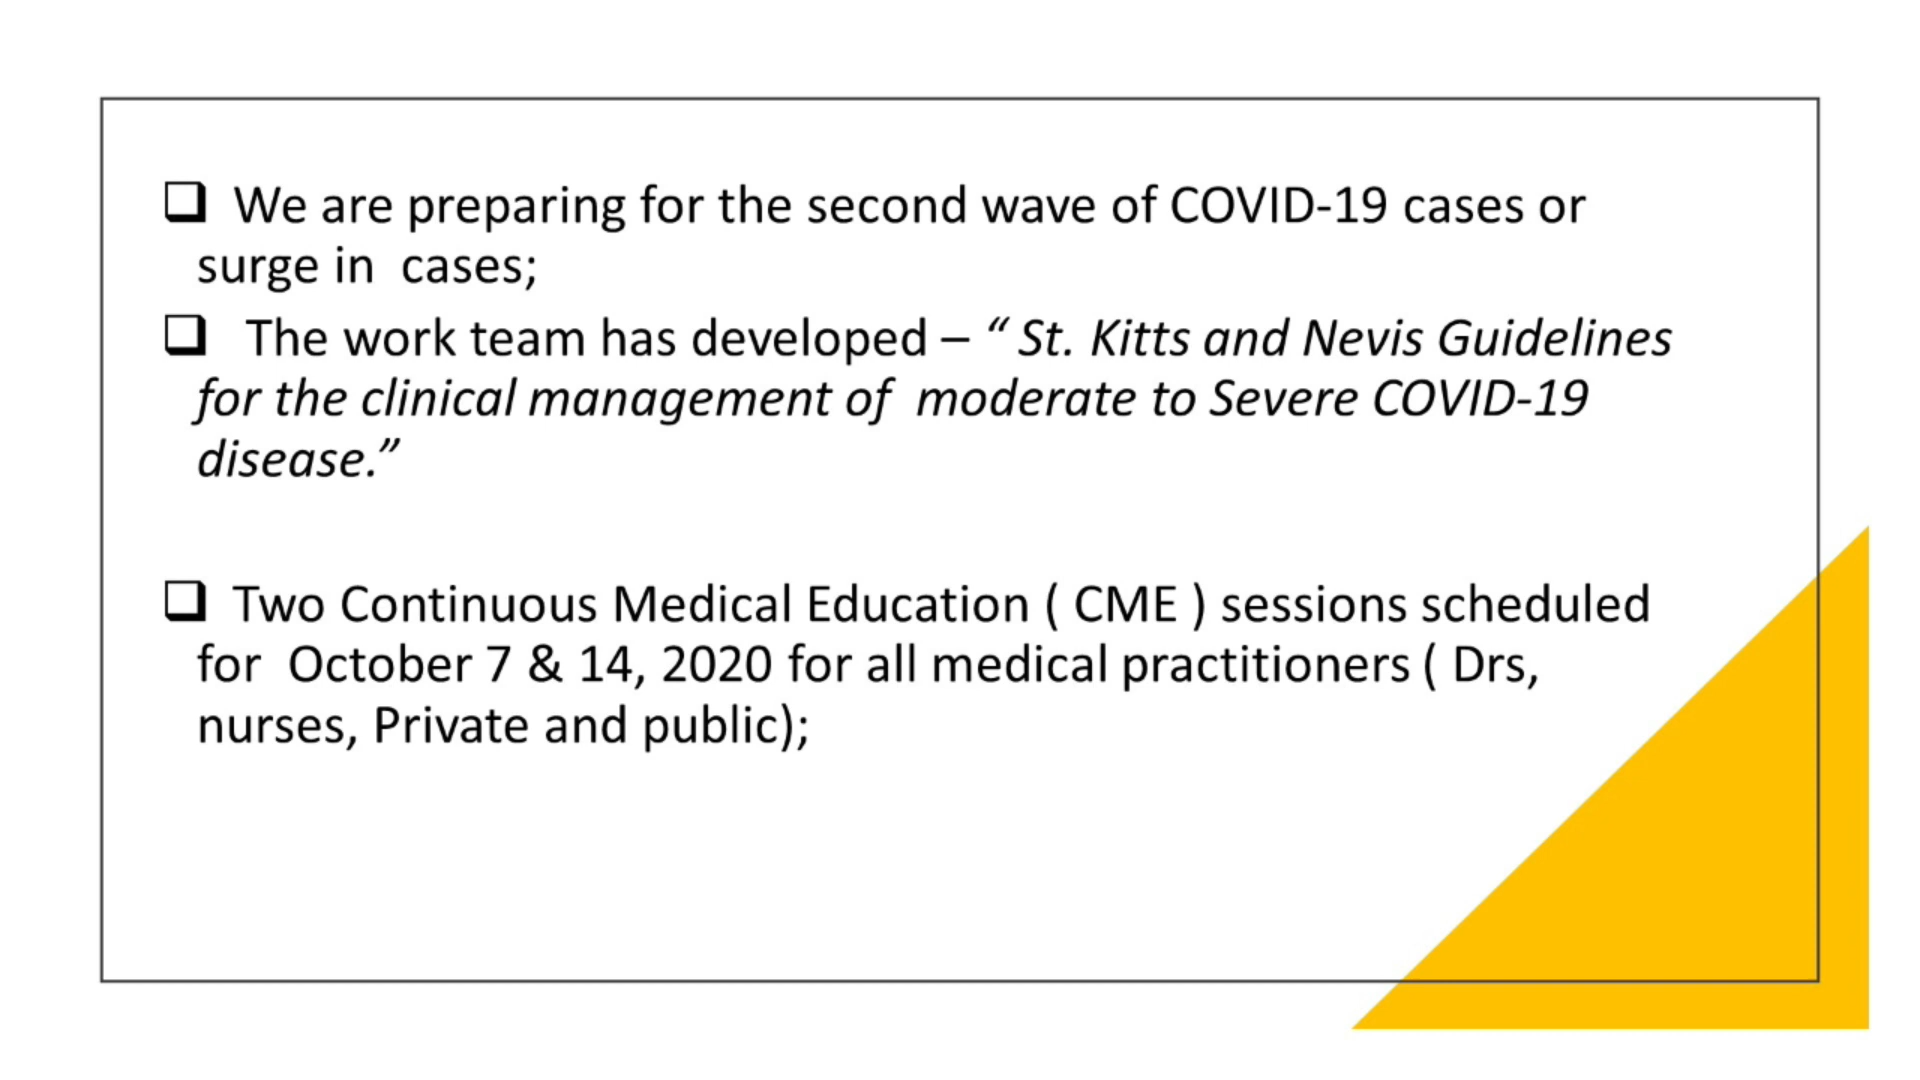 ❑ We are preparing for the second wave of COVID-19 cases or
surge in cases;
❑ The work team has developed – “ St. Kitts and Nevis Guidelines
for the clinical management of moderate to Severe COVID-19
disease.”
❑ Two Continuous Medical Education ( CME ) sessions scheduled
for October 7 & 14, 2020 for all medical practitioners ( Drs,
nurses, Private and public);